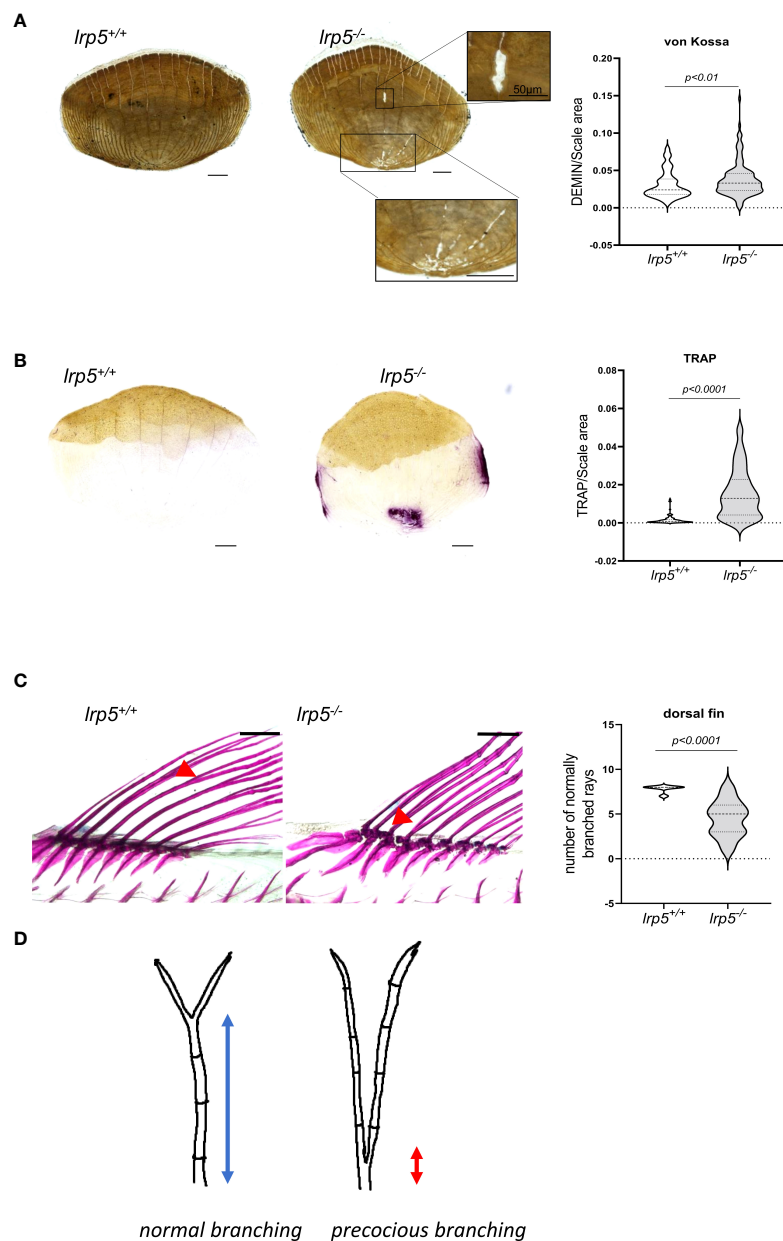 A
lrp5+/+
lrp5-/-
50µm
von Kossa
p<0.01
DEMIN/Scale area
0.20
0.15
0.10
0.05
0.00
-0.05
lrp5+/+
lrp5-/-
B
lrp5+/+
lrp5-/-
TRAP
p<0.0001
TRAP/Scale area
0.08
0.06
0.04
0.02
0.00
-0.02
lrp5+/+
lrp5-/-
C
lrp5+/+
lrp5-/-
dorsal fin
p<0.0001
number of normally
branched rays
15
10
5
0
-5
lrp5+/+
lrp5-/-
D
normal branching
precocious branching